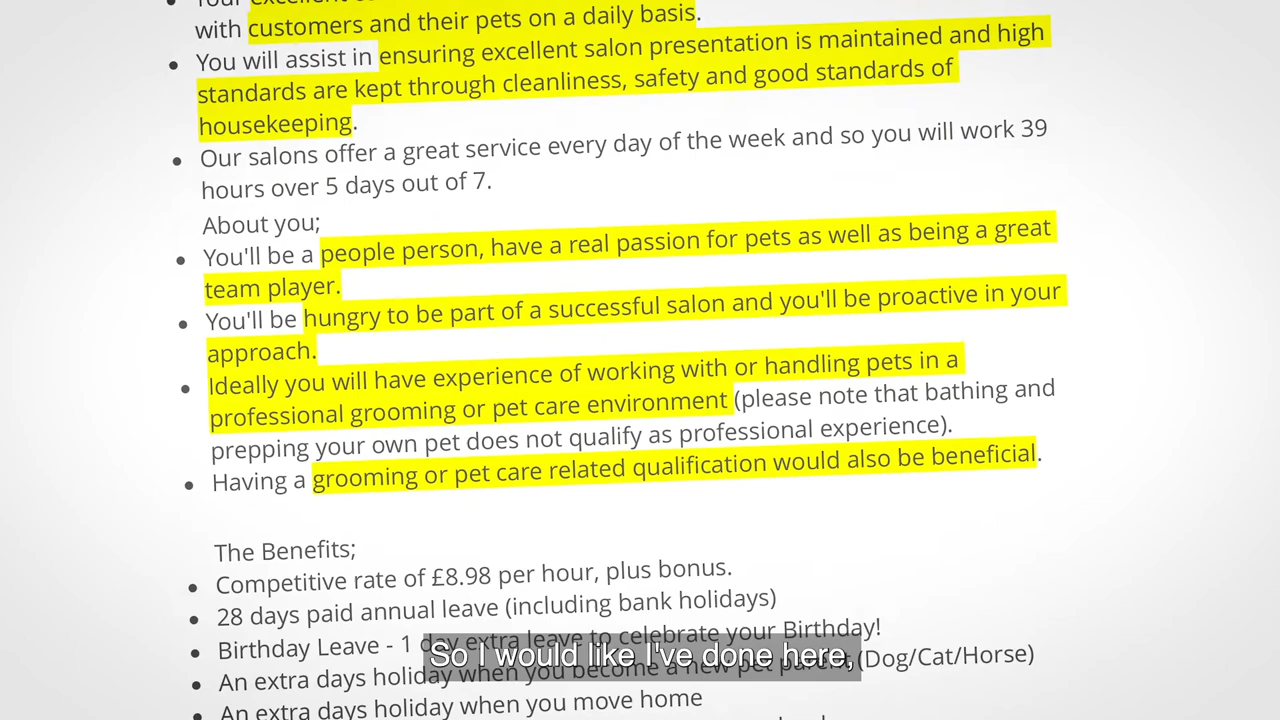 Your
with customers and their pets on a daily basis.
You will assist in ensuring excellent salon presentation is maintained and high
standards are kept through cleanliness, safety and good standards of
housekeeping.
Our salons offer a great service every day of the week and so you will work 39
hours over 5 days out of 7.
About you;
You'll be a people person, have a real passion for pets as well as being a great
team player.
You'll be hungry to be part of a successful salon and you'll be proactive in your
approach.
Ideally you will have experience of working with or handling pets in a
professional grooming or pet care environment (please note that bathing and
prepping your own pet does not qualify as professional experience).
Having a grooming or pet care related qualification would also be beneficial.
The Benefits;
Competitive rate of £8.98 per hour, plus bonus.
28 days paid annual leave (including bank holidays)
Birthday Leave - 1 day extra leave to celebrate your Birthday!
An extra days holiday when you become a new pet parent (Dog/Cat/Horse)
An extra days holiday when you move home
So I would like I've done here,